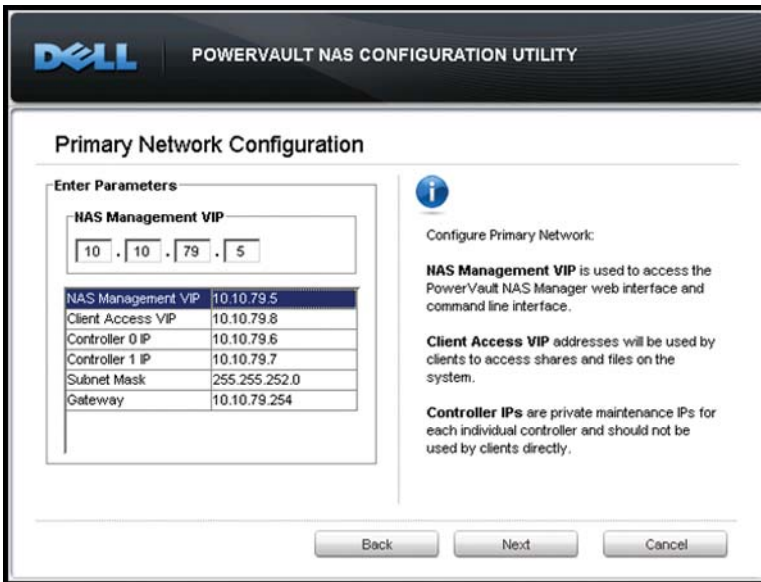 DELL
POWERVAULT NAS CONFIGURATION UTILITY
Primary Network Configuration
Enter Parameters
NAS Management VIP
10 . 10 . 79 . 5
NAS Management VIP 10.10.79.5
Client Access VIP 10.10.79.8
Controller 0 IP 10.10.79.6
Controller 1 IP 10.10.79.7
Subnet Mask 255.255.252.0
Gateway 10.10.79.254
i
Configure Primary Network:
NAS Management VIP is used to access the
PowerVault NAS Manager web interface and
command line interface.
Client Access VIP addresses will be used by
clients to access shares and files on the
system.
Controller IPs are private maintenance IPs for
each individual controller and should not be
used by clients directly.
Back Next Cancel